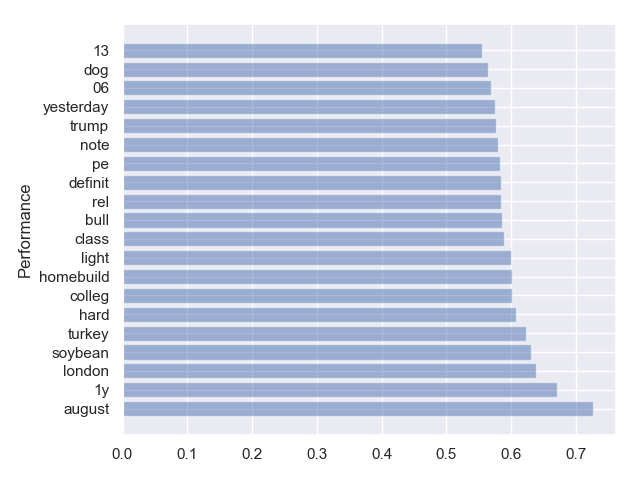 13
dog
06
yesterday
trump
note
pe
definit
rel
bull
class
light
homebuild
colleg
hard
turkey
soybean
london
1y
august
Performance
0.0 0.1 0.2 0.3 0.4 0.5 0.6 0.7